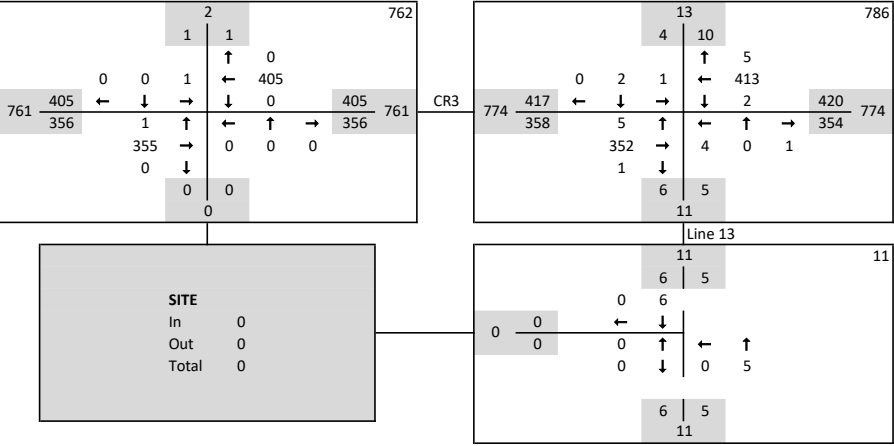 2 762 13 786
1 1 4 10
↑ 0 ↑ 5
0 0 1 ← 405 0 2 1 ← 413
761 405 ← ↓ → ↓ 0 405 761 CR3 774 417 ← ↓ → ↓ 2 420 774
356 1 ↑ ← ↑ → 356 358 5 ↑ ← ↑ → 354
355 → 0 0 0 352 → 4 0 1
0 ↓ 1 ↓
0 0 6 5
0 11
Line 13
11 11
6 5
SITE 0 6
In 0 0 0 ← ↓
Out 0 0 0 ↑ ← ↑
Total 0 0 ↓ 0 5
6 5
11